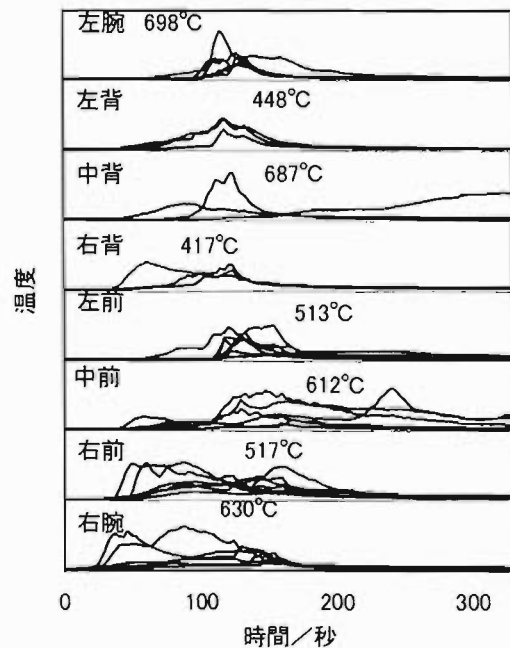 左腕 698℃
左背 448℃
中背 687℃
右背 417℃
左前 513℃
中前 612℃
右前 517℃
右腕 630℃
温度
0 100 200 300
時間／秒